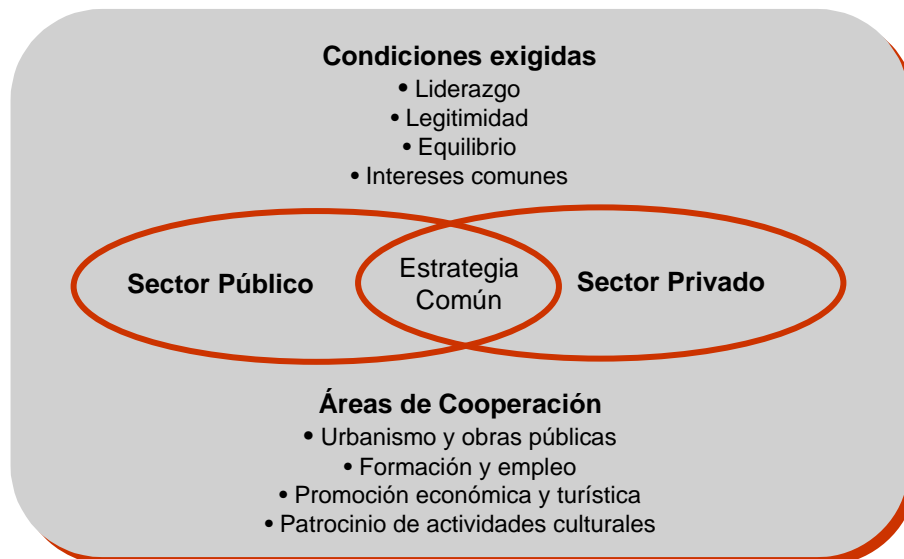 Condiciones exigidas
• Liderazgo
• Legitimidad
• Equilibrio
• Intereses comunes
Sector Público
Estrategia
Común
Sector Privado
Áreas de Cooperación
• Urbanismo y obras públicas
• Formación y empleo
• Promoción económica y turística
• Patrocinio de actividades culturales